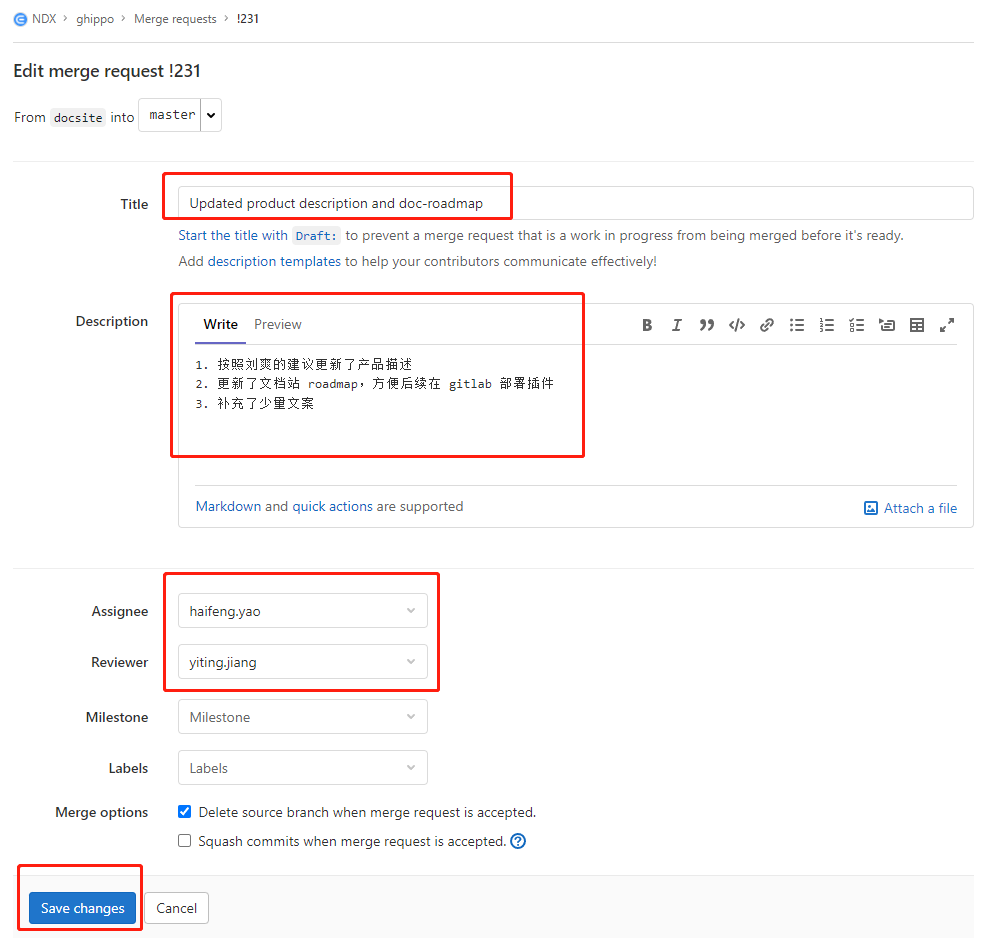 NDX › ghippo › Merge requests › !231
Edit merge request !231
From docsite into master
Title
Updated product description and doc-roadmap
Start the title with Draft: to prevent a merge request that is a work in progress from being merged before it's ready.
Add description templates to help your contributors communicate effectively!
Description
Write Preview
1. 按照刘爽的建议更新了产品描述
2. 更新了文档站 roadmap，方便后续在 gitlab 部署插件
3. 补充了少量文案
Markdown and quick actions are supported
Attach a file
Assignee
haifeng.yao
Reviewer
yiting.jiang
Milestone
Milestone
Labels
Labels
Merge options
Delete source branch when merge request is accepted.
Squash commits when merge request is accepted.
Save changes
Cancel